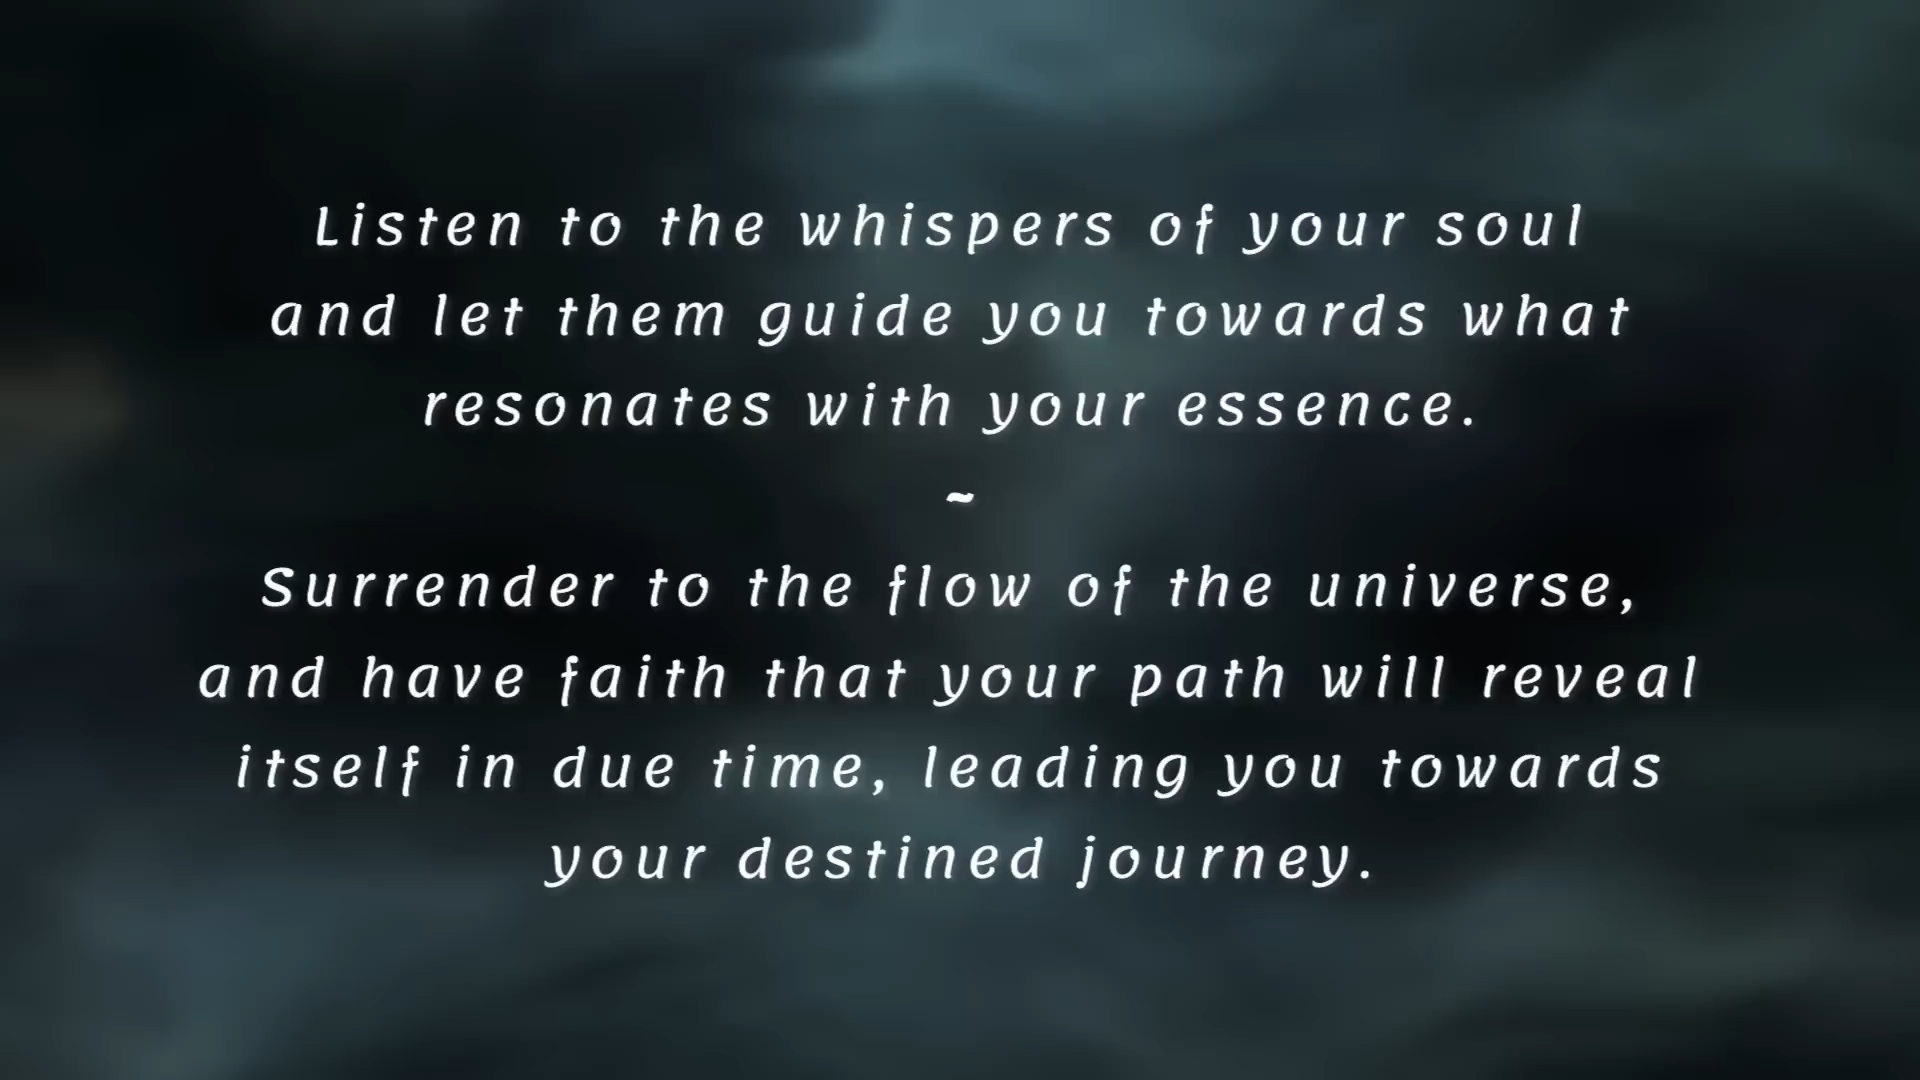 Listen to the whispers of your soul
and let them guide you towards what
resonates with your essence.
~
Surrender to the flow of the universe,
and have faith that your path will reveal
itself in due time, leading you towards
your destined journey.